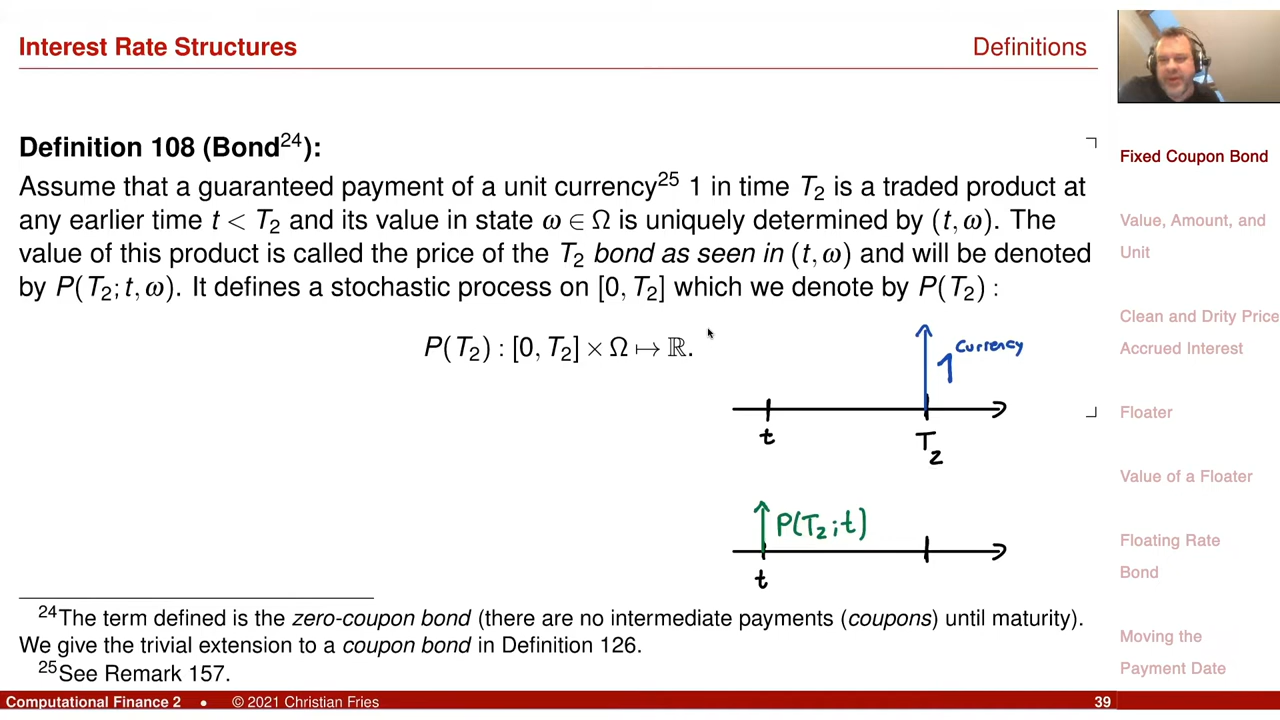 Interest Rate Structures
Definitions
Definition 108 (Bond²⁴):
Assume that a guaranteed payment of a unit currency²⁵ 1 in time T₂ is a traded product at
any earlier time t < T₂ and its value in state ω ∈ Ω is uniquely determined by (t, ω). The
value of this product is called the price of the T₂ bond as seen in (t, ω) and will be denoted
by P(T₂; t, ω). It defines a stochastic process on [0, T₂] which we denote by P(T₂) :
P(T₂) : [0, T₂] × Ω ↦ ℝ.
1 Currency
t
T₂
P(T₂;t)
t
²⁴The term defined is the zero-coupon bond (there are no intermediate payments (coupons) until maturity).
We give the trivial extension to a coupon bond in Definition 126.
²⁵See Remark 157.
Computational Finance 2 • © 2021 Christian Fries
39
Fixed Coupon Bond
Value, Amount, and
Unit
Clean and Drity Price
Accrued Interest
Floater
Value of a Floater
Floating Rate
Bond
Moving the
Payment Date